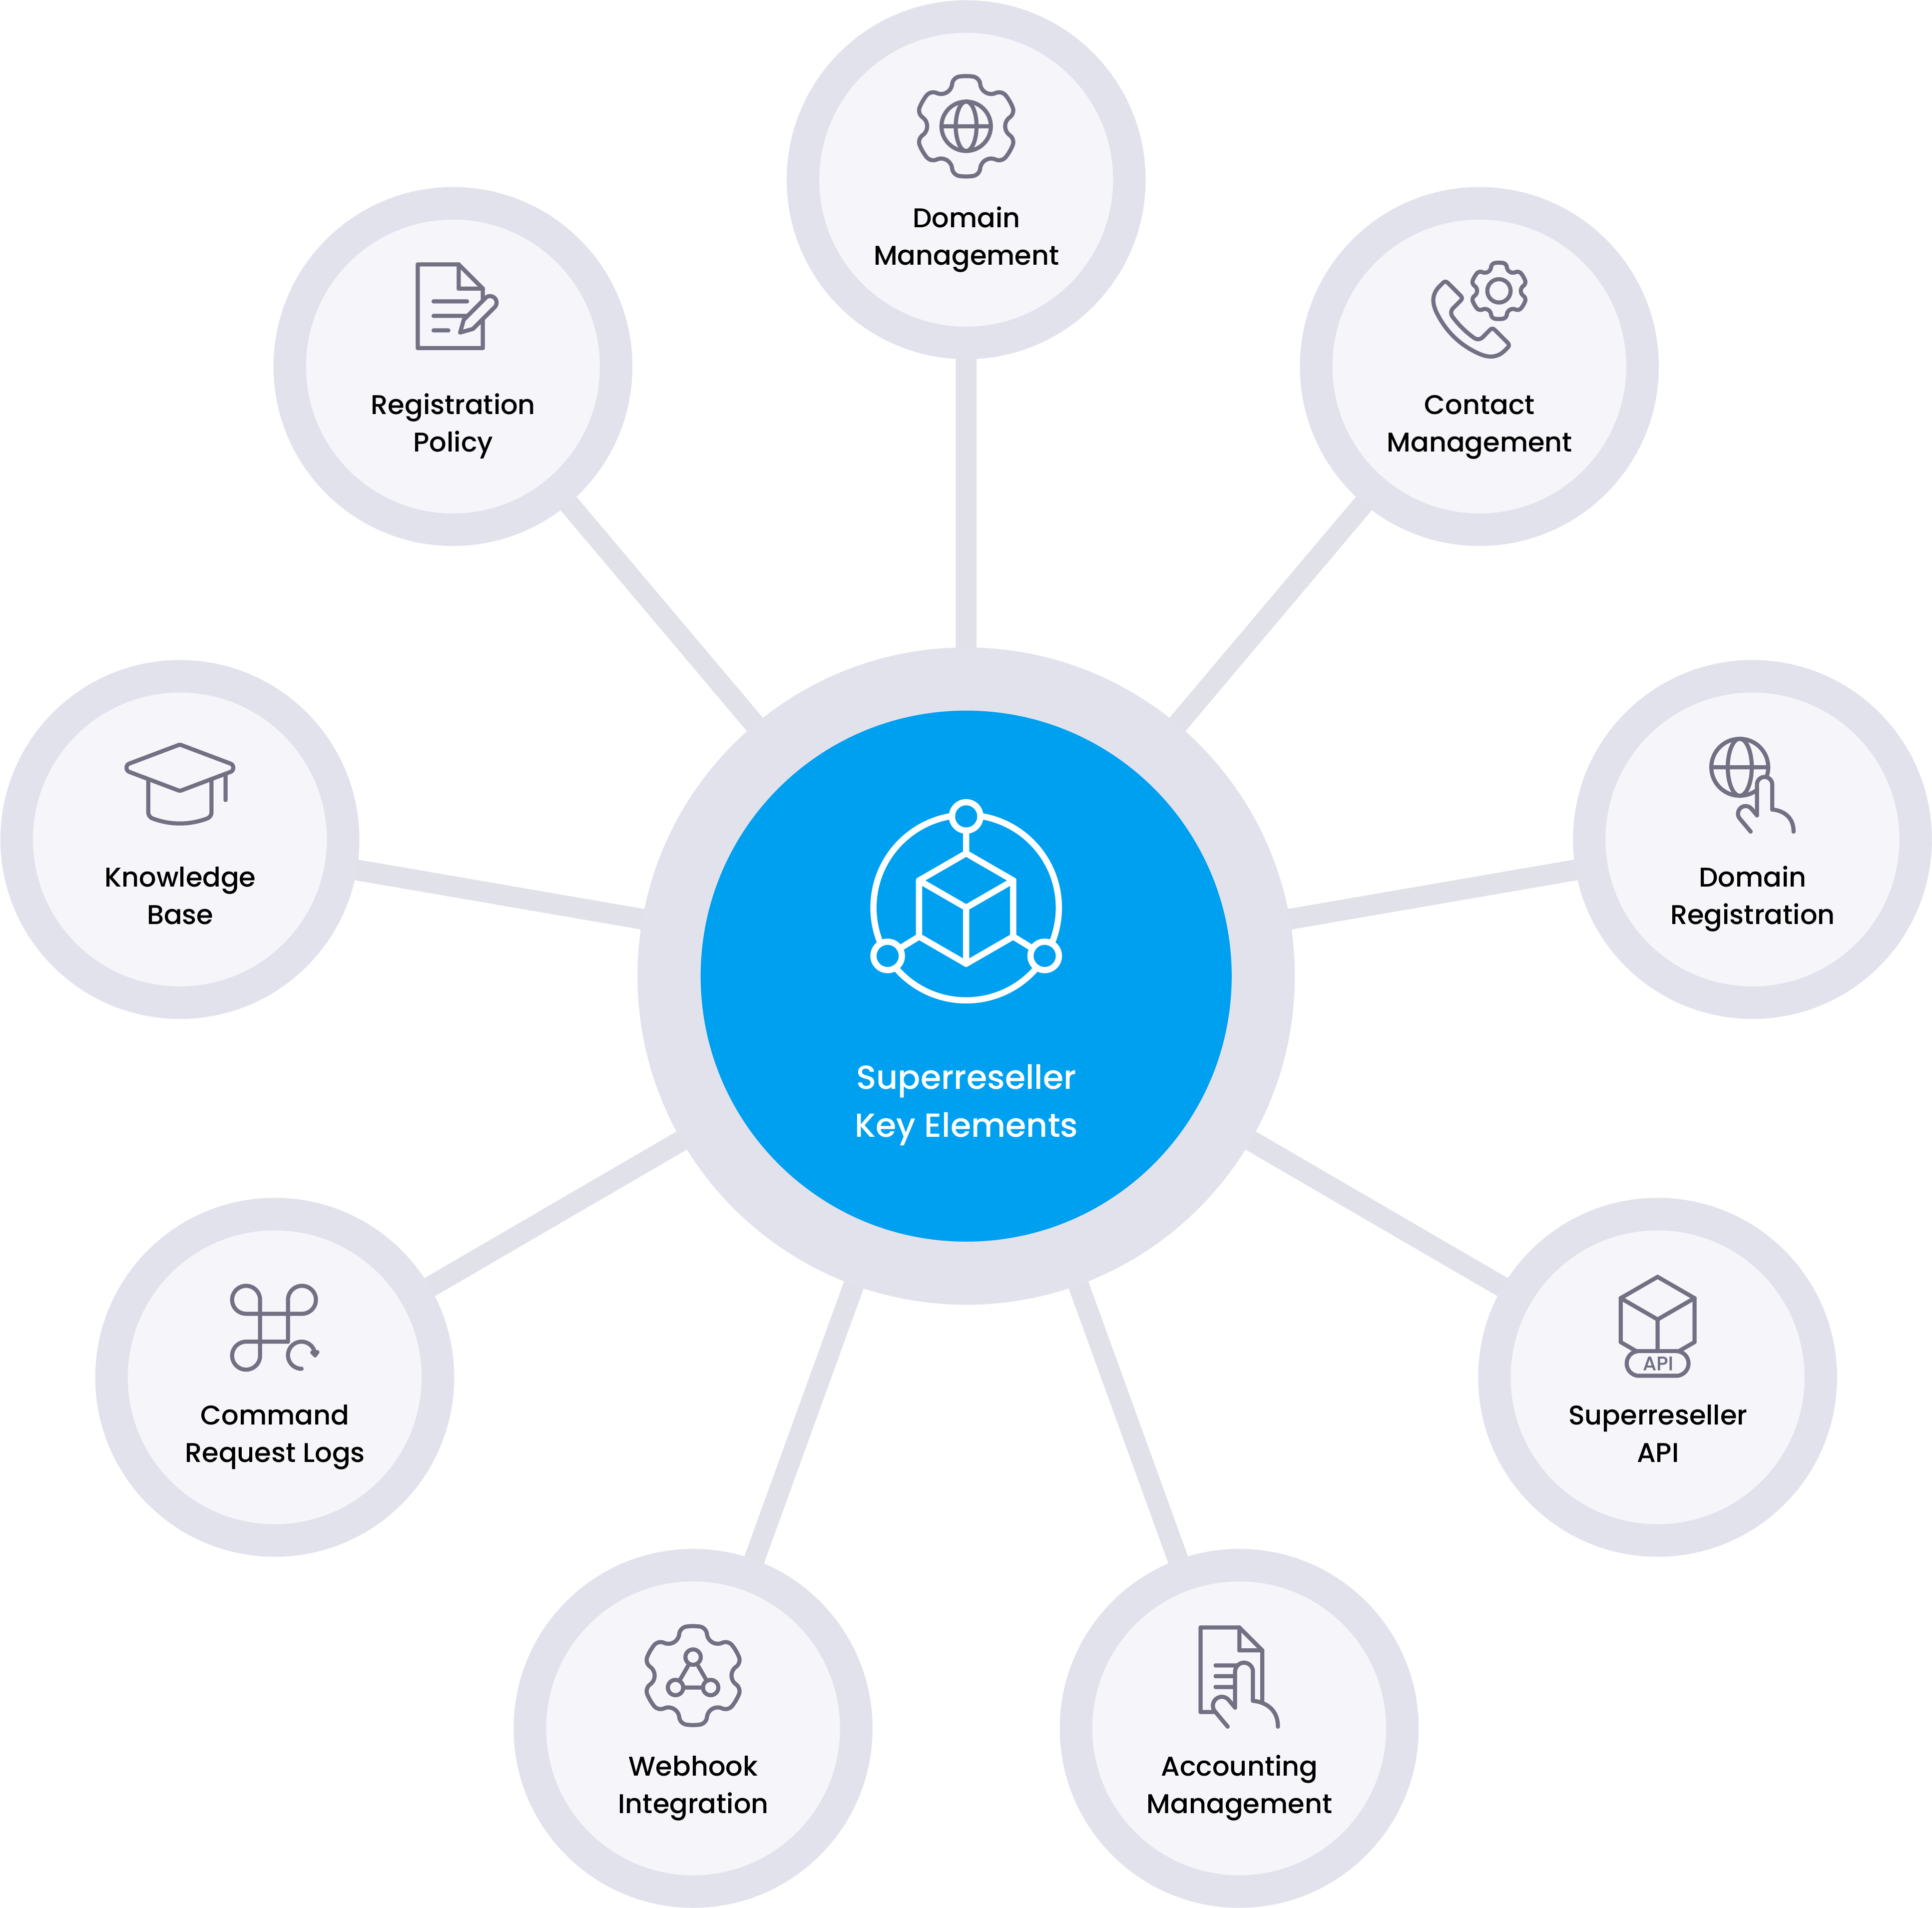 Domain
Management
Registration
Policy
Contact
Management
Knowledge
Base
Domain
Registration
Superreseller
Key Elements
Command
Request Logs
API
Superreseller
API
Webhook
Integration
Accounting
Management